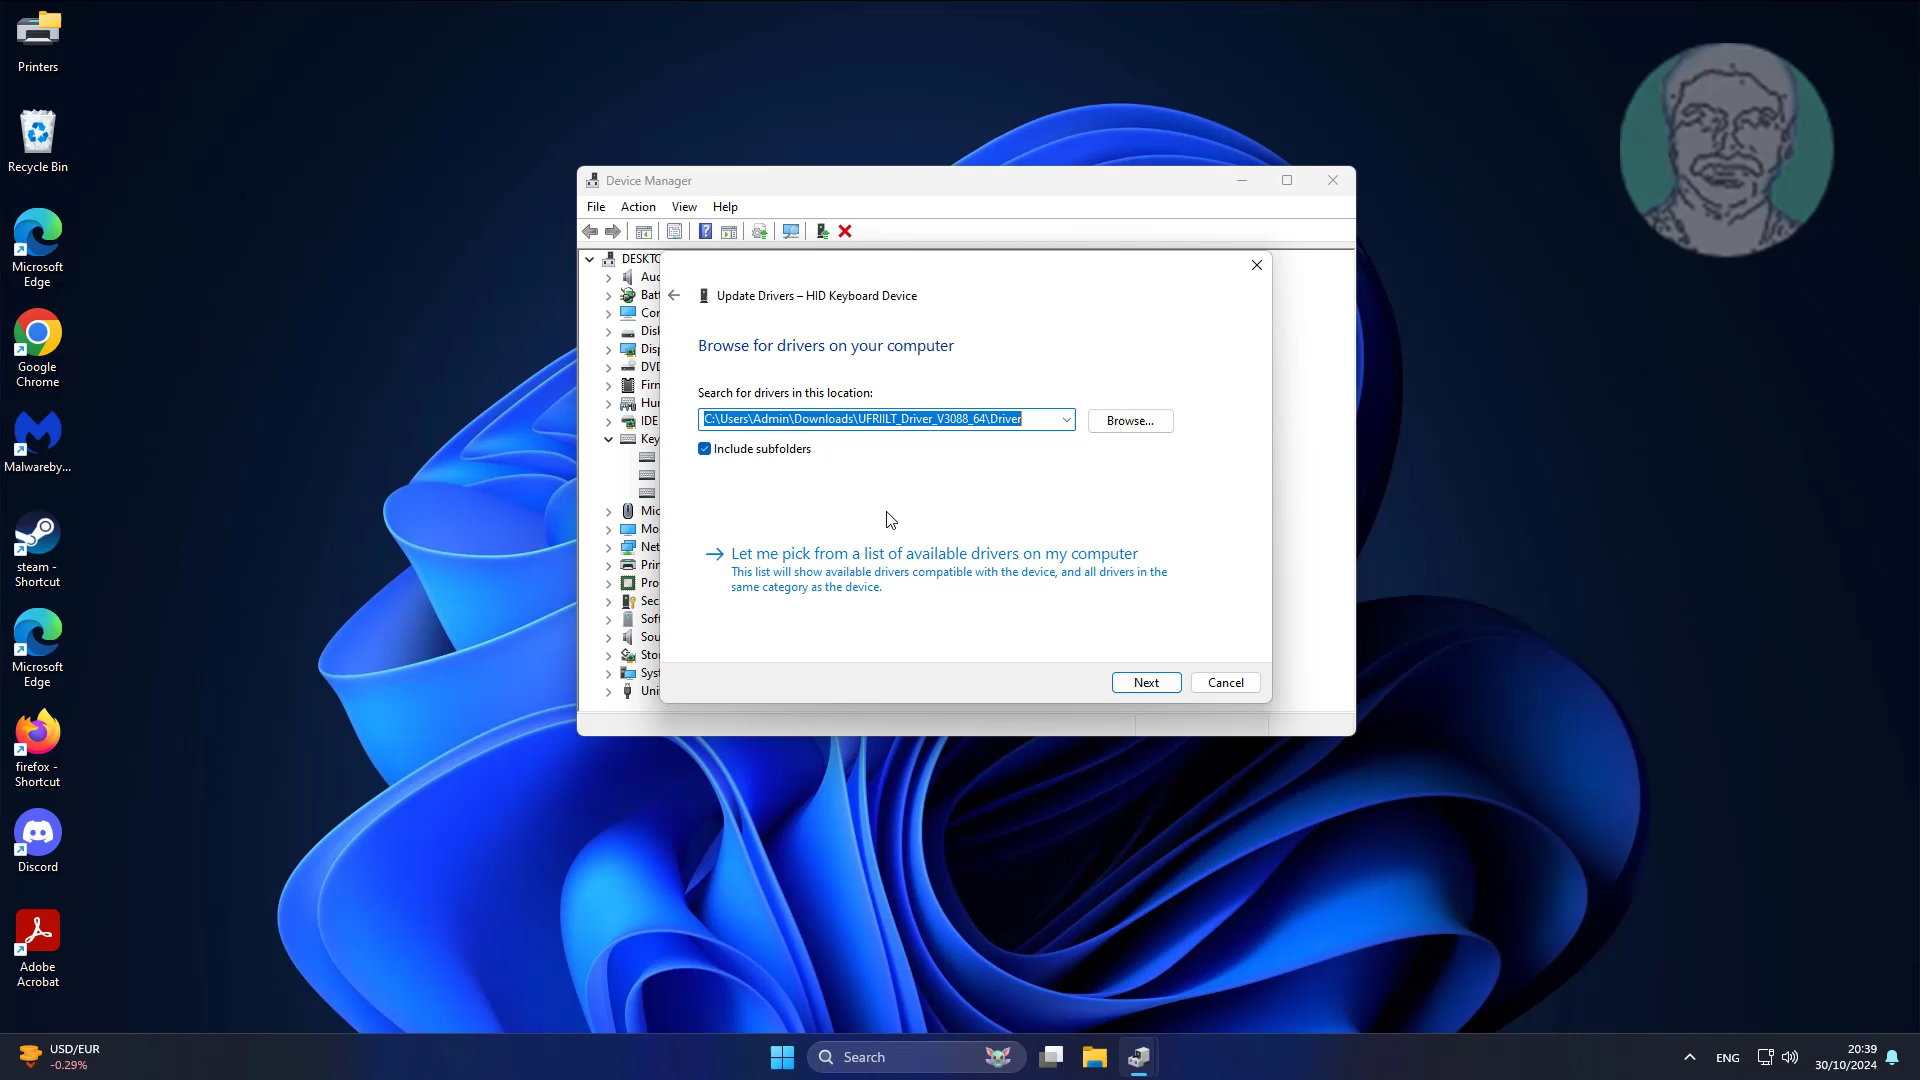 Printers
Recycle Bin
Microsoft
Edge
Google
Chrome
Malwareby...
steam -
Shortcut
Microsoft
Edge
firefox -
Shortcut
Discord
Adobe
Acrobat
Device Manager
File Action View Help
DESKTO
Aud
Batt
Cor
Disk
Disp
DVD
Firn
Hur
IDE
Key
Mic
Mo
Net
Prin
Pro
Sec
Soft
Sou
Sto
Syst
Uni
Update Drivers – HID Keyboard Device
Browse for drivers on your computer
Search for drivers in this location:
C:\Users\Admin\Downloads\UFRIILT_Driver_V3088_64\Driver
Browse...
Include subfolders
Let me pick from a list of available drivers on my computer
This list will show available drivers compatible with the device, and all drivers in the
same category as the device.
Next
Cancel
USD/EUR
-0.29%
Search
ENG
20:39
30/10/2024